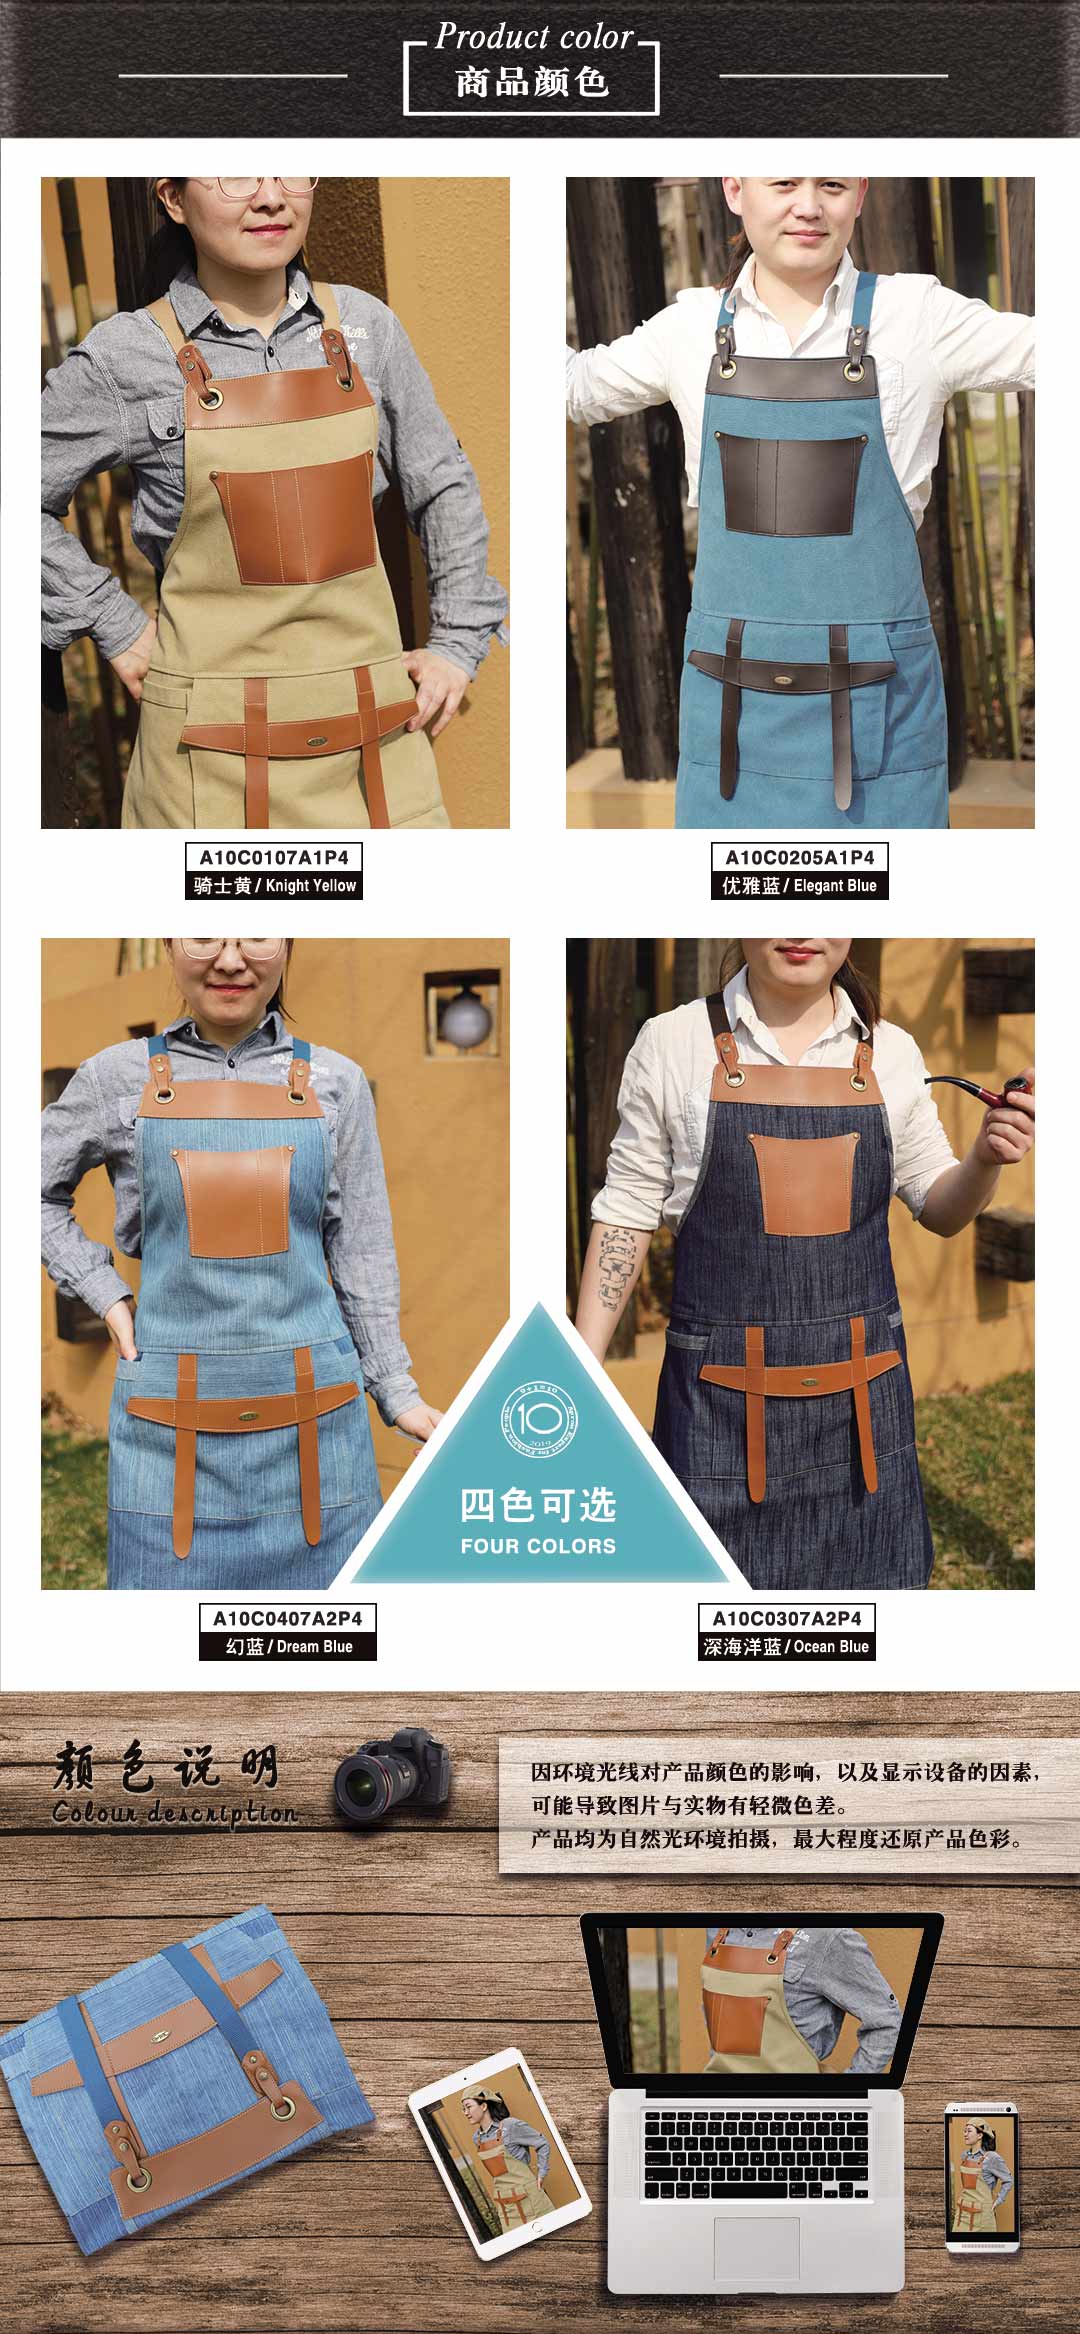 Product color
商品颜色
A10C0107A1P4
骑士黄/Knight Yellow
A10C0205A1P4
优雅蓝/Elegant Blue
9+1=10
10
2019
四色可选
FOUR COLORS
A10C0407A2P4
幻蓝/Dream Blue
A10C0307A2P4
深海洋蓝/Ocean Blue
颜色说明
Colour description
因环境光线对产品颜色的影响，以及显示设备的因素，
可能导致图片与实物有轻微色差。
产品均为自然光环境拍摄，最大程度还原产品色彩。